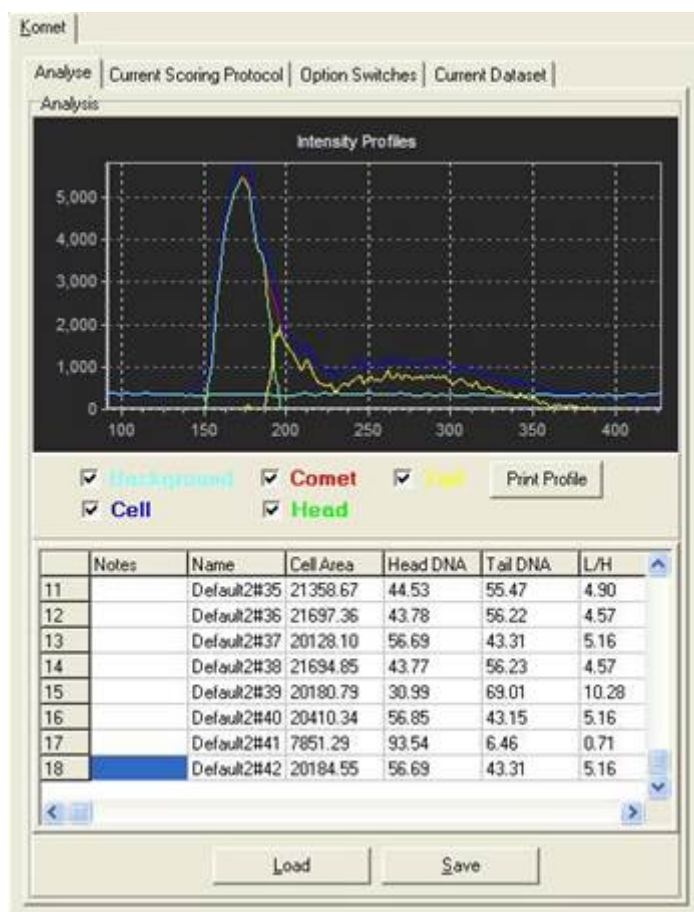 Komet
Analyse Current Scoring Protocol Option Switches Current Dataset
Analysis
Intensity Profiles
5,000
4,000
3,000
2,000
1,000
0
100 150 200 250 300 350 400
Background Comet Tail Print Profile
Cell Head
Notes Name Cell Area Head DNA Tail DNA L/H
11 Default2#35 21358.67 44.53 55.47 4.90
12 Default2#36 21697.36 43.78 56.22 4.57
13 Default2#37 20128.10 56.69 43.31 5.16
14 Default2#38 21694.85 43.77 56.23 4.57
15 Default2#39 20180.79 30.99 69.01 10.28
16 Default2#40 20410.34 56.85 43.15 5.16
17 Default2#41 7851.29 93.54 6.46 0.71
18 Default2#42 20184.55 56.69 43.31 5.16
Load Save